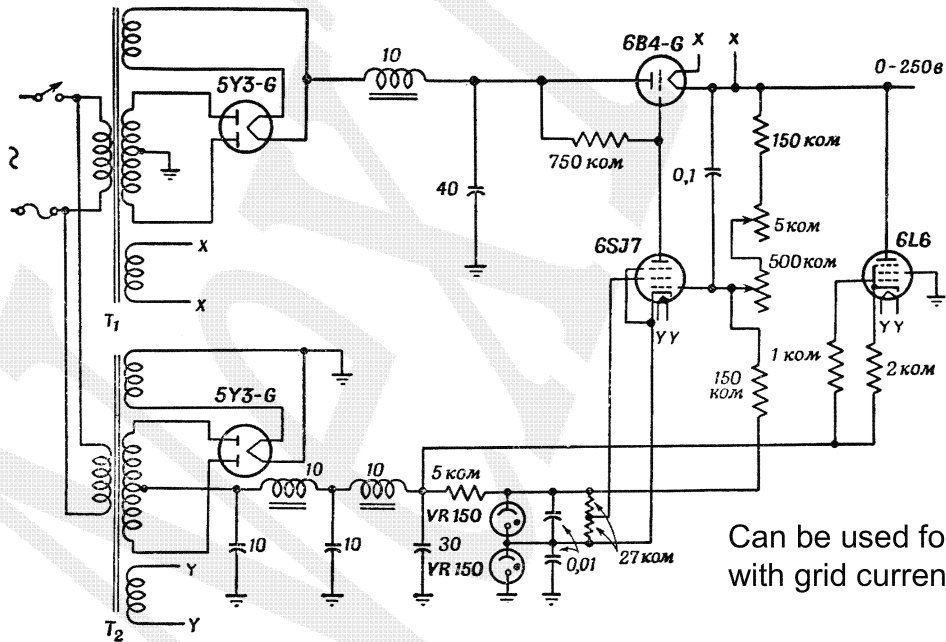 10
6B4-G
X
X
0-250в
5Y3-G
750 ком
40
0,1
150 ком
5 ком
500 ком
6SJ7
6L6
X
X
T1
YY
YY
1 ком
2 ком
150
ком
5Y3-G
10
10
5 ком
VR 150
VR 150
10
10
30
0,01
27 ком
Y
Y
T2
Can be used fo
with grid curren